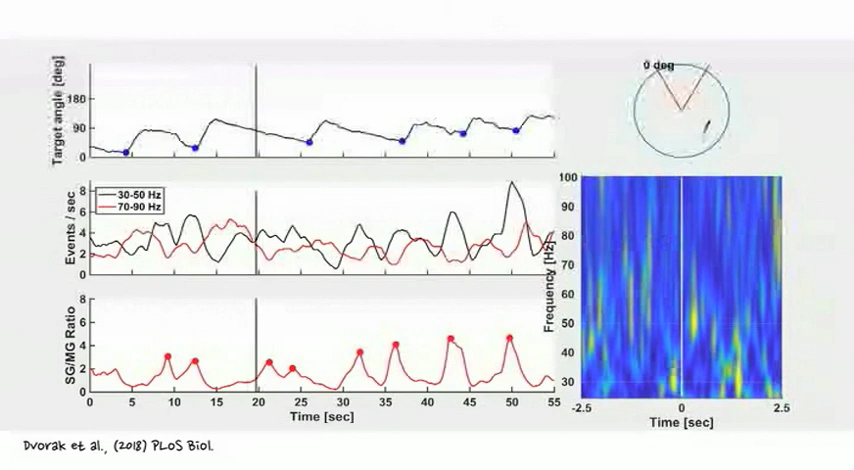 0 deg
Target angle [deg]
180
90
0
30-50 Hz
70-90 Hz
Events / sec
8
6
4
2
0
SG/MG Ratio
8
6
4
2
0
0 5 10 15 20 25 30 35 40 45 50 55
Time [sec]
Frequency [Hz]
100
90
80
70
60
50
40
30
-2.5 0 2.5
Time [sec]
Dvorak et al., (2018) PLoS Biol.